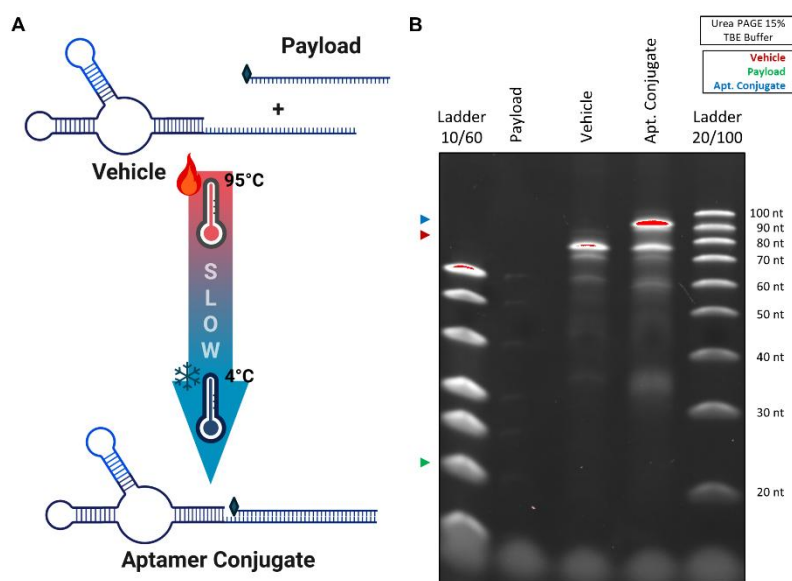 A
Payload
+
Vehicle
95°C
SLOW
4°C
Aptamer Conjugate
B
Urea PAGE 15%
TBE Buffer
Vehicle
Payload
Apt. Conjugate
Ladder
10/60
Payload
Vehicle
Apt. Conjugate
Ladder
20/100
100 nt
90 nt
80 nt
70 nt
60 nt
50 nt
40 nt
30 nt
20 nt